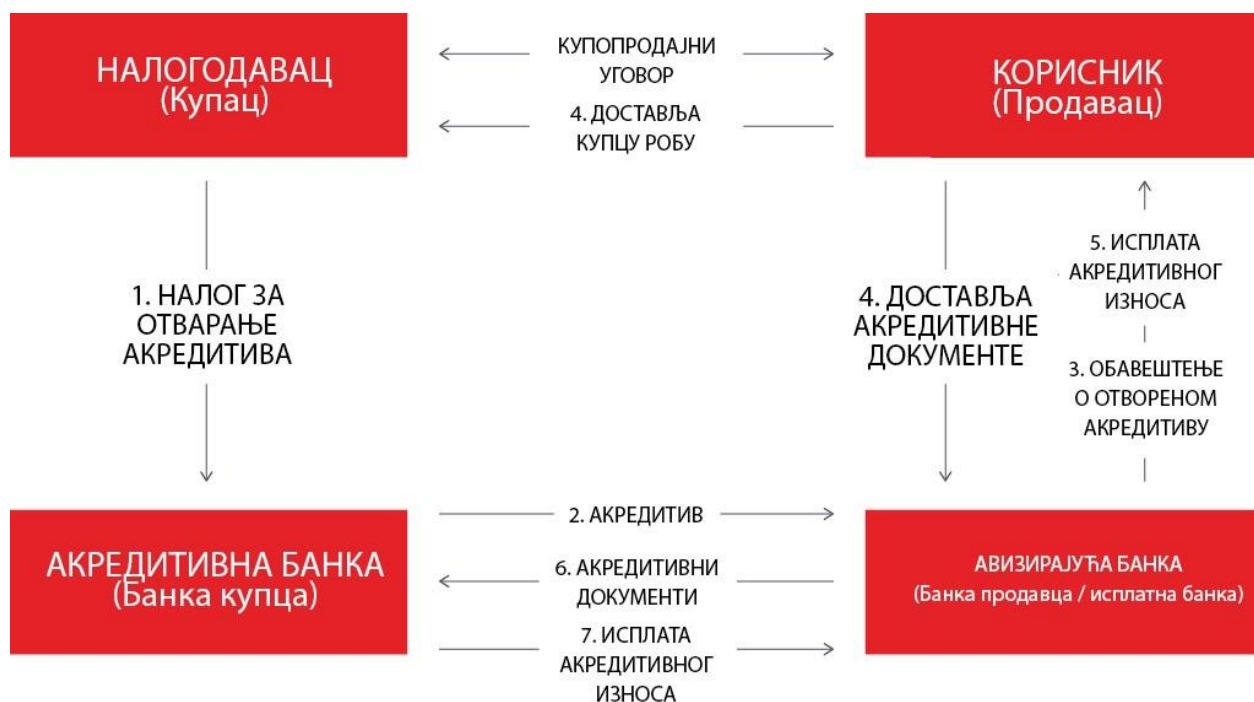 НАЛОГОДАВАЦ
(Купац)
КУПОПРОДАЈНИ
УГОВОР
4. ДОСТАВЉА
КУПЦУ РОБУ
КОРИСНИК
(Продавац)
1. НАЛОГ ЗА
ОТВАРАЊЕ
АКРЕДИТИВА
4. ДОСТАВЉА
АКРЕДИТИВНЕ
ДОКУМЕНТЕ
5. ИСПЛАТА
АКРЕДИТИВНОГ
ИЗНОСА
3. ОБАВЕШТЕЊЕ
О ОТВОРЕНОМ
АКРЕДИТИВУ
АКРЕДИТИВНА БАНКА
(Банка купца)
2. АКРЕДИТИВ
6. АКРЕДИТИВНИ
ДОКУМЕНТИ
7. ИСПЛАТА
АКРЕДИТИВНОГ
ИЗНОСА
АВИЗИРАЈУЋА БАНКА
(Банка продавца / исплатна банка)